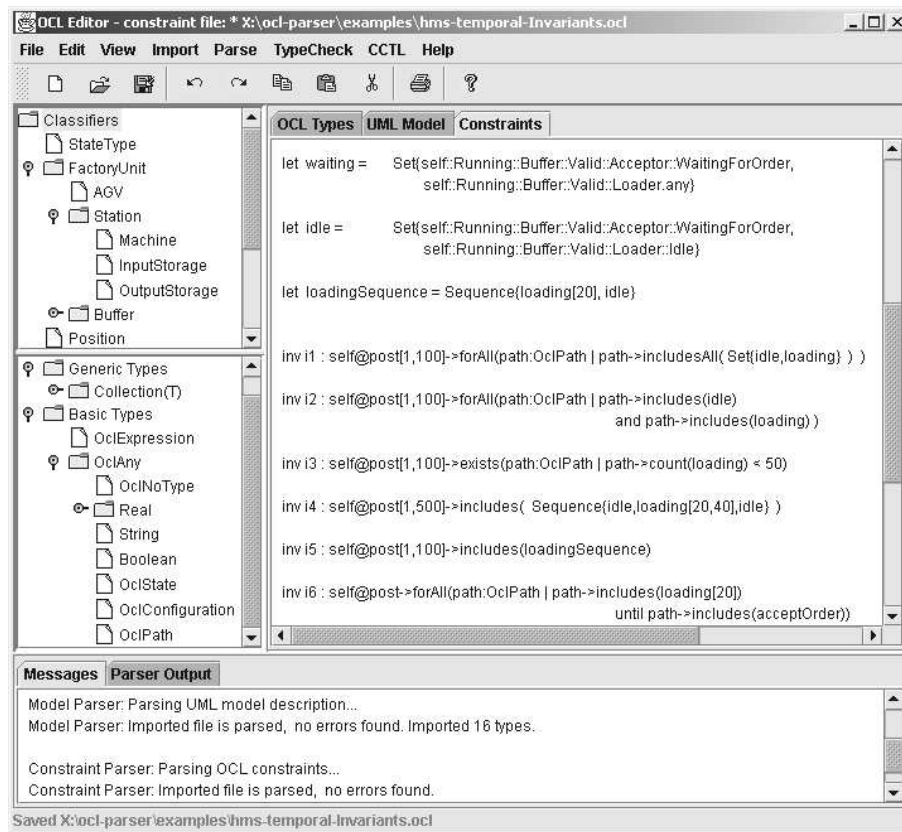 OCL Editor - constraint file: * X:\ocl-parser\examples\hms-temporal-Invariants.ocl
File Edit View Import Parse TypeCheck CCTL Help
Classifiers
StateType
FactoryUnit
AGV
Station
Machine
InputStorage
OutputStorage
Buffer
Position
Generic Types
Collection(T)
Basic Types
OclExpression
OclAny
OclNoType
Real
String
Boolean
OclState
OclConfiguration
OclPath
OCL Types UML Model Constraints
let waiting = Set{self::Running::Buffer::Valid::Acceptor::WaitingForOrder,
self::Running::Buffer::Valid::Loader.any}
let idle = Set{self::Running::Buffer::Valid::Acceptor::WaitingForOrder,
self::Running::Buffer::Valid::Loader::Idle}
let loadingSequence = Sequence{loading[20], idle}
inv i1 : self@post[1,100]->forAll(path:OclPath | path->includesAll( Set{idle,loading} ) )
inv i2 : self@post[1,100]->forAll(path:OclPath | path->includes(idle)
and path->includes(loading) )
inv i3 : self@post[1,100]->exists(path:OclPath | path->count(loading) < 50)
inv i4 : self@post[1,500]->includes( Sequence{idle,loading[20,40],idle} )
inv i5 : self@post[1,100]->includes(loadingSequence)
inv i6 : self@post->forAll(path:OclPath | path->includes(loading[20])
until path->includes(acceptOrder))
Messages Parser Output
Model Parser: Parsing UML model description...
Model Parser: Imported file is parsed, no errors found. Imported 16 types.
Constraint Parser: Parsing OCL constraints...
Constraint Parser: Imported file is parsed, no errors found.
Saved X:\ocl-parser\examples\hms-temporal-Invariants.ocl